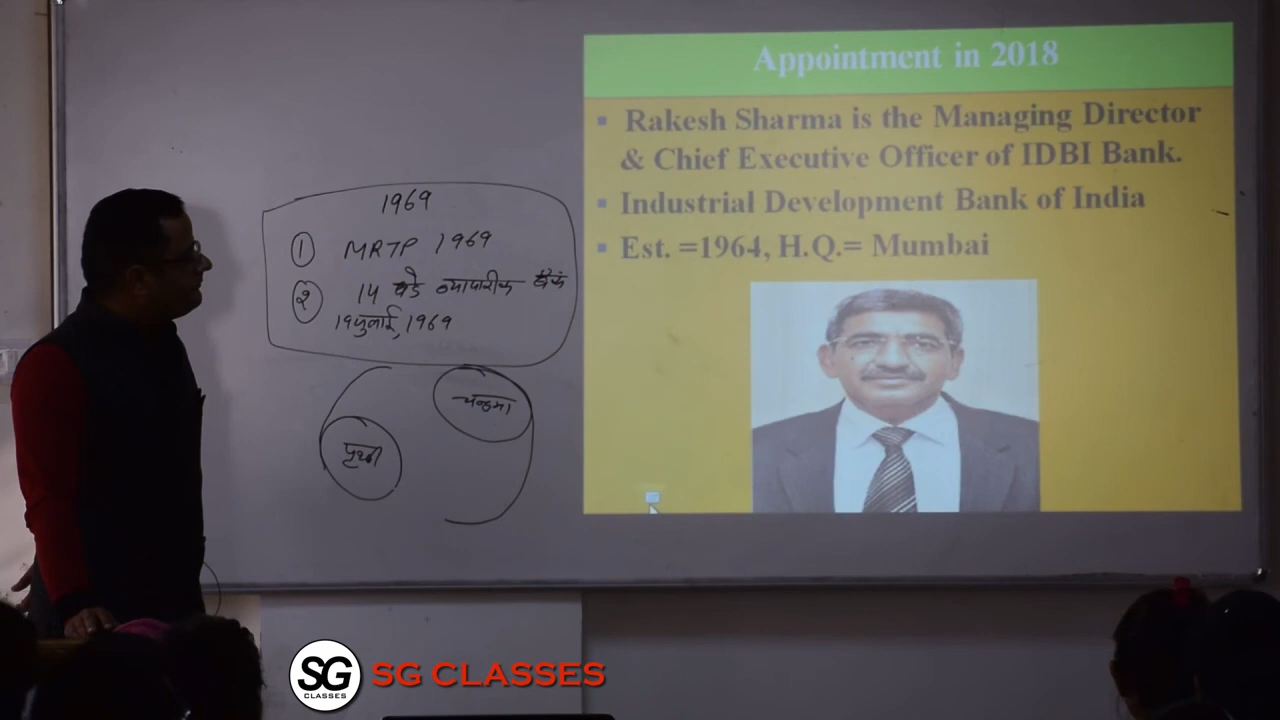 Appointment in 2018
Rakesh Sharma is the Managing Director
& Chief Executive Officer of IDBI Bank.
Industrial Development Bank of India
Est. =1964, H.Q.= Mumbai
1969
① MRTP 1969
② 14 बडे व्यापारीक बैंक
19 जुलाई, 1969
चन्द्रमा
पृथ्वी
SG
CLASSES
SG CLASSES